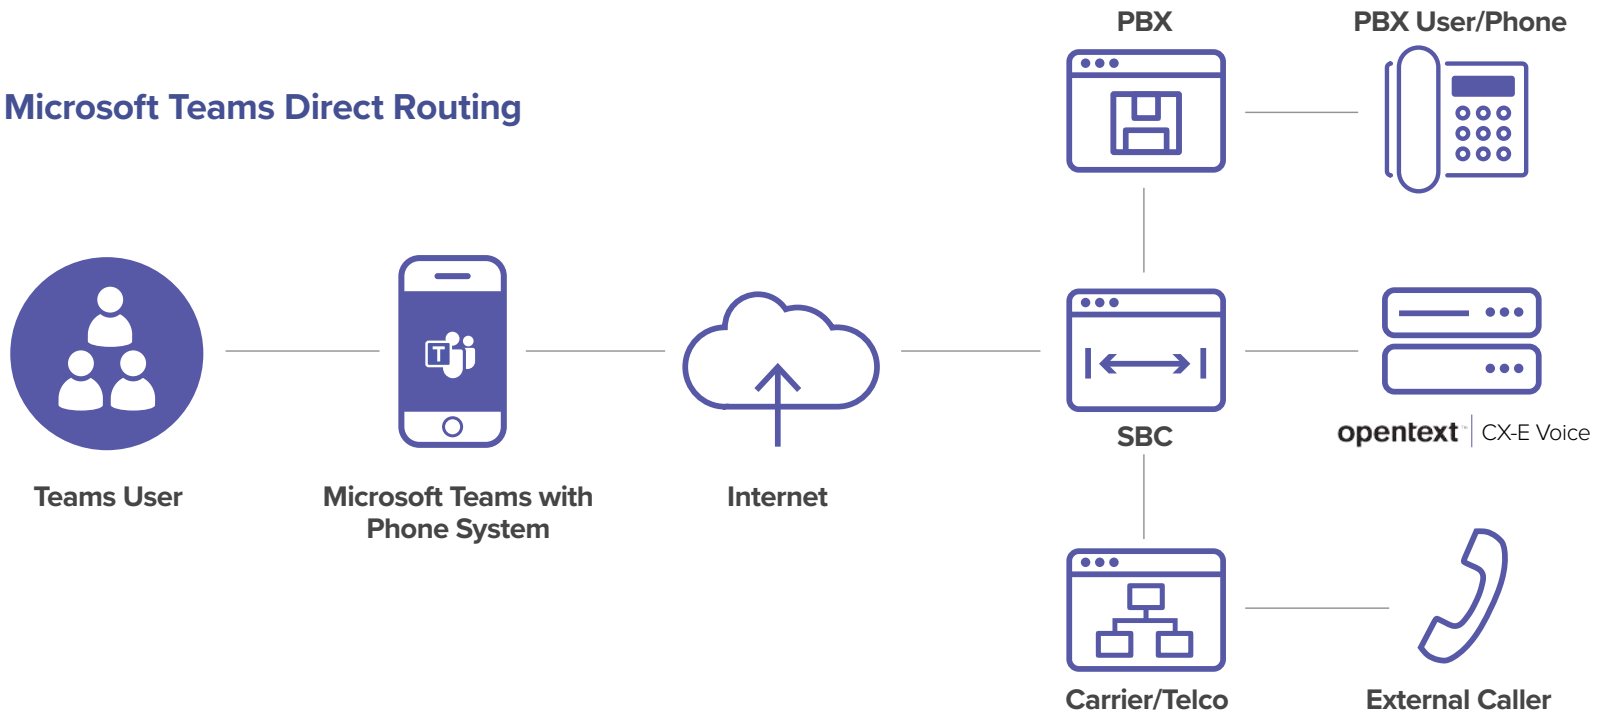 PBX
PBX User/Phone
Microsoft Teams Direct Routing
T
SBC
opentext™ | CX-E Voice
Teams User
Microsoft Teams with
Phone System
Internet
Carrier/Telco
External Caller